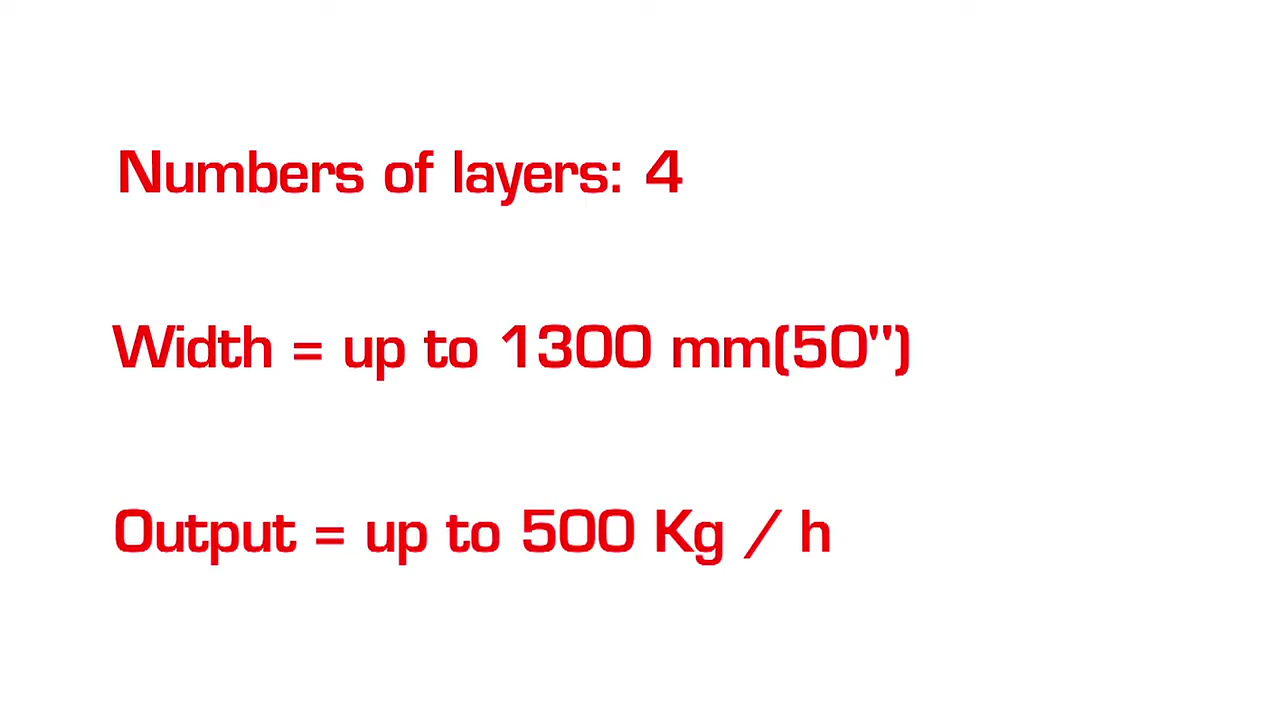 Numbers of layers: 4
Width = up to 1300 mm(50")
Output = up to 500 Kg / h